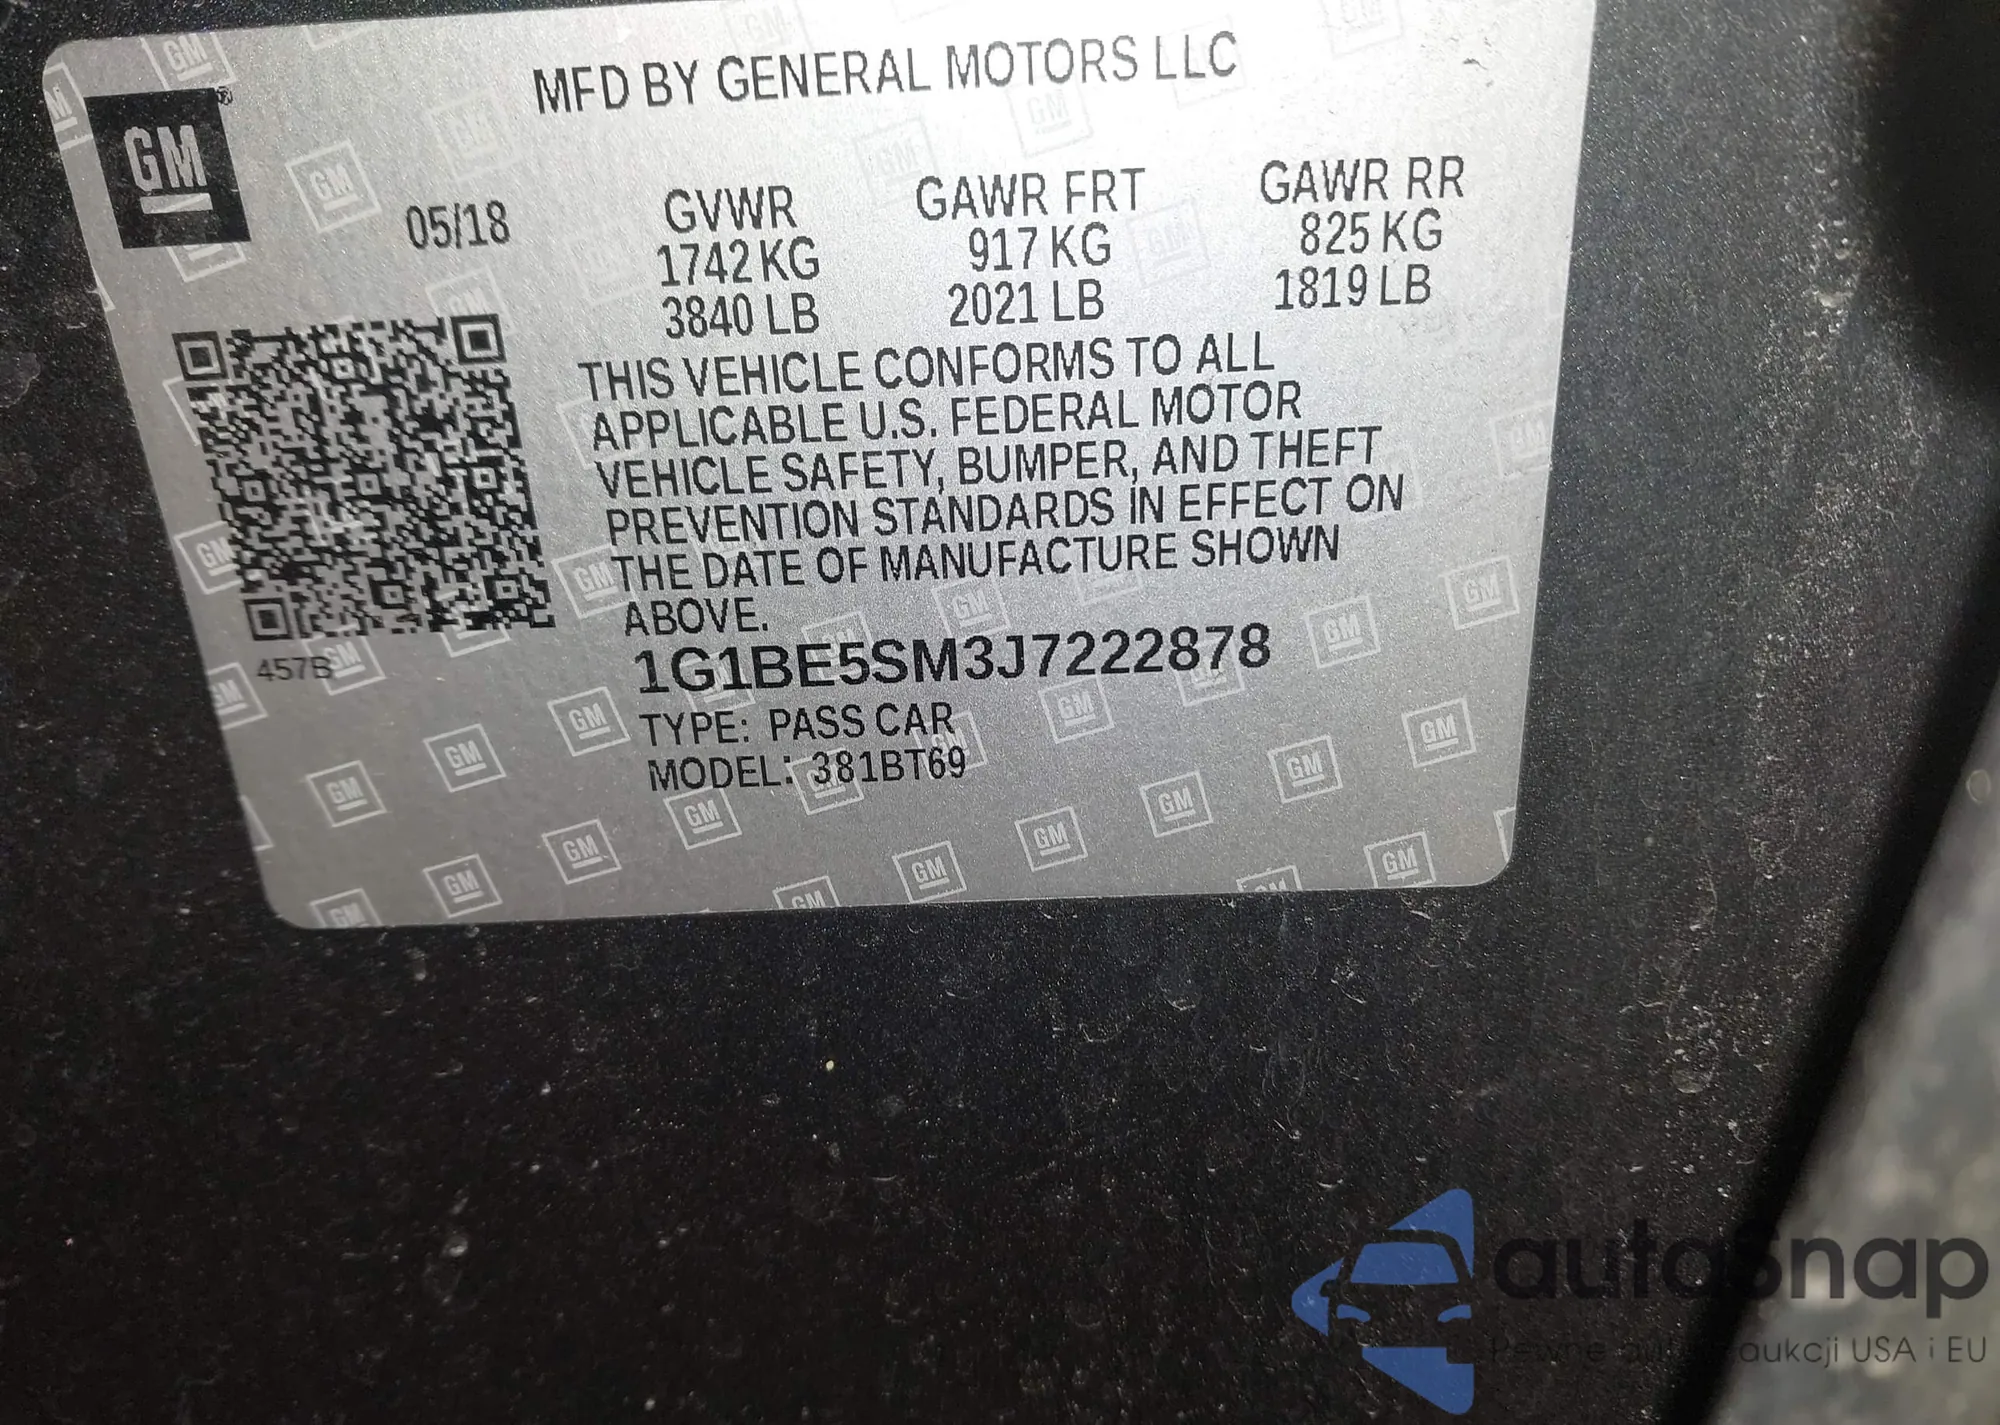 MFD BY GENERAL MOTORS LLC
GM
05/18
GVWR
1742 KG
3840 LB
GAWR FRT
917 KG
2021 LB
GAWR RR
825 KG
1819 LB
THIS VEHICLE CONFORMS TO ALL
APPLICABLE U.S. FEDERAL MOTOR
VEHICLE SAFETY, BUMPER, AND THEFT
PREVENTION STANDARDS IN EFFECT ON
THE DATE OF MANUFACTURE SHOWN
ABOVE.
457B
1G1BE5SM3J7222878
TYPE: PASS CAR
MODEL: 381BT69
autosnap
Pewne auta z aukcji USA i EU